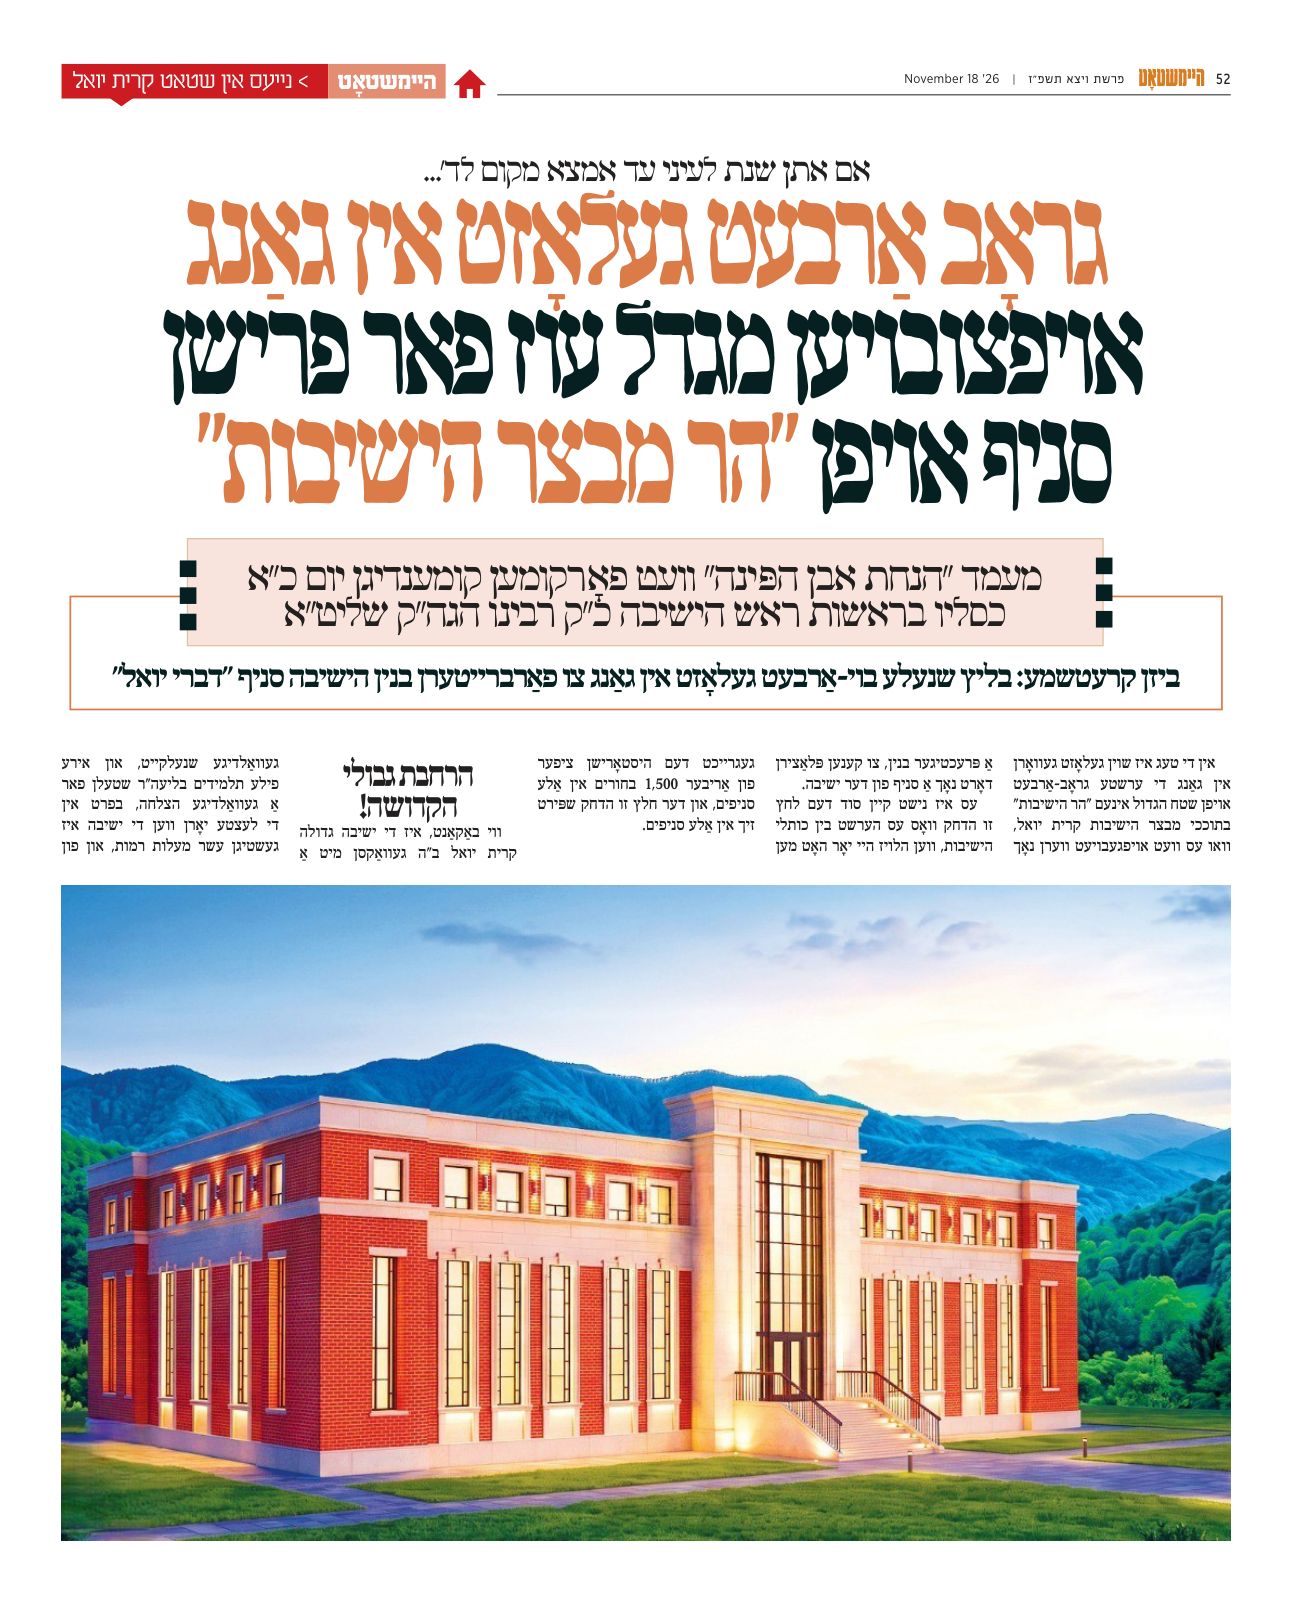 52 היימשטאָט פרשת ויצא תשפ״ז | November 18 '26
היימשטאָט > נייעס אין שטאט קרית יואל
אם אתן שנת לעיני עד אמצא מקום לד'...
גראָב אַרבעט געלאָזט אין גאַנג
אויפצובויען מגדל עוז פאר פרישן
סניף אויפן "הר מבצר הישיבות"
מעמד "הנחת אבן הפינה" וועט פאָרקומען קומענדיגן יום כ"א
כסליו בראשות ראש הישיבה כ"ק רבינו הגה"ק שליט"א
ביזן קרעטשמע: בליץ שנעלע בוי-אַרבעט געלאָזט אין גאַנג צו פאַרברייטערן בנין הישיבה סניף "דברי יואל"
אין די טעג איז שוין געלאָזט געוואָרן
אין גאַנג די ערשטע גראָב-אַרבעט
אויפן שטח הגדול אינעם "הר הישיבות"
בתוככי מבצר הישיבות קרית יואל,
וואו עס וועט אויפגעבויעט ווערן נאָך
אַ פּרעכטיגער בנין, צו קענען פּלאַצירן
דאָרט נאָך אַ סניף פון דער ישיבה.
עס איז נישט קיין סוד דעם לחץ
זו הדחק וואָס עס הערשט בין כותלי
הישיבות, ווען הלויז היי יאָר האָט מען
געגרייכט דעם היסטאָרישן ציפער
פון אַריבער 1,500 בחורים אין אַלע
סניפים, און דער חלץ זו הדחק שפּירט
זיך אין אַלע סניפים.
הרחבת גבולי
הקדושה!
ווי באַקאַנט, איז די ישיבה גדולה
קרית יואל ב"ה געוואַקסן מיט אַ
געוואַלדיגע שנעלקייט, און אירע
פילע תלמידים בליעה"ר שטעלן פאר
אַ געוואַלדיגע הצלחה, בפרט אין
די לעצטע יאָרן ווען די ישיבה איז
געשטיגן עשר מעלות רמות, און פון